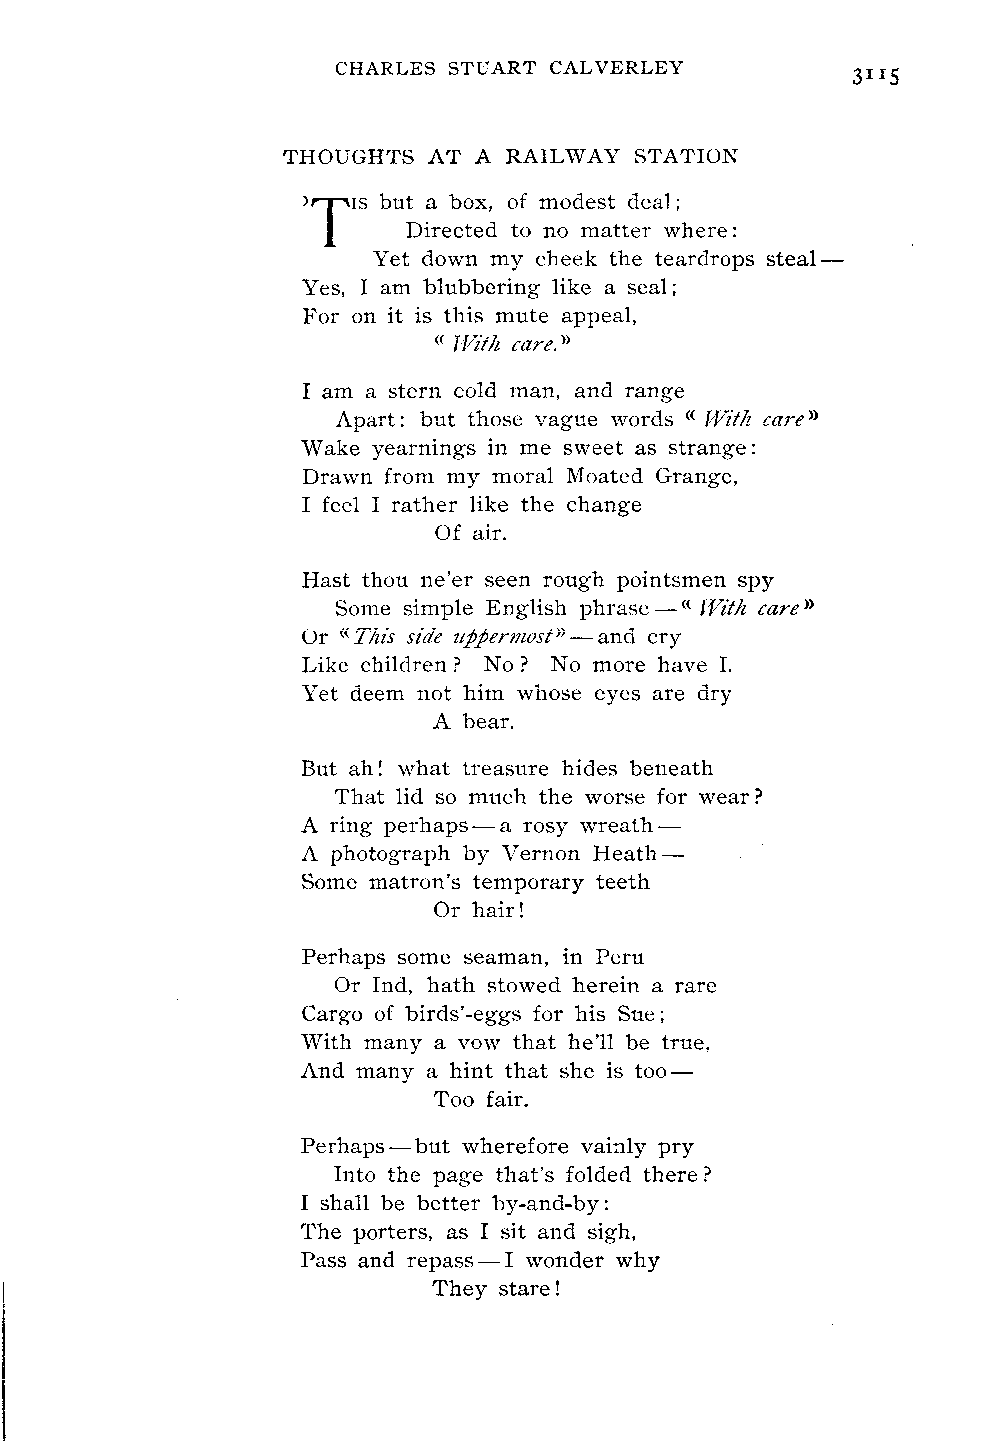 CHARLES STUART CALVERLEY 3115
THOUGHTS AT A RAILWAY STATION
'TIS but a box, of modest deal;
Directed to no matter where:
Yet down my cheek the teardrops steal—
Yes, I am blubbering like a seal;
For on it is this mute appeal,
"With care."
I am a stern cold man, and range
Apart: but those vague words "With care"
Wake yearnings in me sweet as strange:
Drawn from my moral Moated Grange,
I feel I rather like the change
Of air.
Hast thou ne'er seen rough pointsmen spy
Some simple English phrase—"With care"
Or "This side uppermost"—and cry
Like children? No? No more have I.
Yet deem not him whose eyes are dry
A bear.
But ah! what treasure hides beneath
That lid so much the worse for wear?
A ring perhaps—a rosy wreath—
A photograph by Vernon Heath—
Some matron's temporary teeth
Or hair!
Perhaps some seaman, in Peru
Or Ind, hath stowed herein a rare
Cargo of birds'-eggs for his Sue;
With many a vow that he'll be true,
And many a hint that she is too—
Too fair.
Perhaps—but wherefore vainly pry
Into the page that's folded there?
I shall be better by-and-by:
The porters, as I sit and sigh,
Pass and repass—I wonder why
They stare!